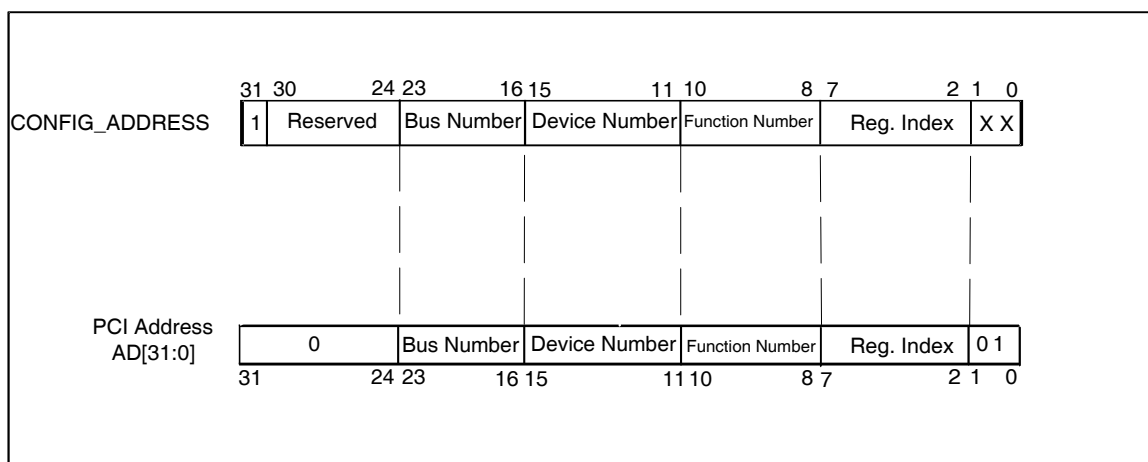 31 30 24 23 16 15 11 10 8 7 2 1 0
CONFIG_ADDRESS 1 Reserved Bus Number Device Number Function Number Reg. Index X X
PCI Address
AD[31:0]
0 Bus Number Device Number Function Number Reg. Index 0 1
31 24 23 16 15 11 10 8 7 2 1 0